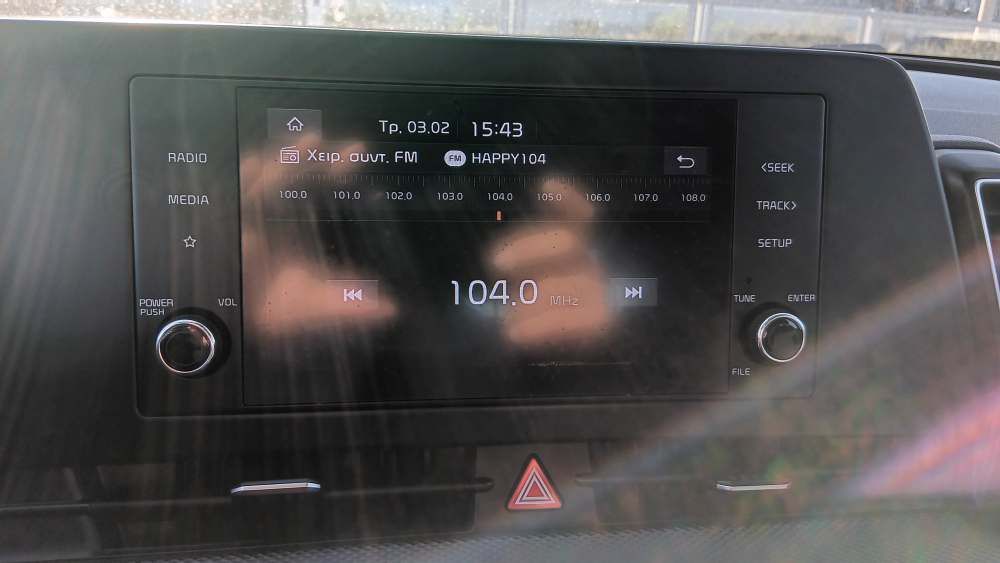 Τρ. 03.02 15:43
Χειρ. συντ. FM FM HAPPY104
100.0 101.0 102.0 103.0 104.0 105.0 106.0 107.0 108.0
104.0 MHz
RADIO
MEDIA
POWER PUSH
VOL
<SEEK
TRACK>
SETUP
TUNE
ENTER
FILE